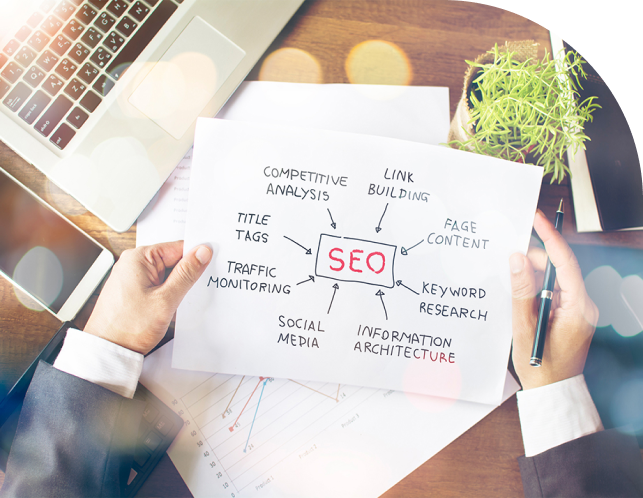 COMPETITIVE
ANALYSIS
LINK
BUILDING
TITLE
TAGS
PAGE
CONTENT
SEO
TRAFFIC
MONITORING
KEYWORD
RESEARCH
SOCIAL
MEDIA
INFORMATION
ARCHITECTURE